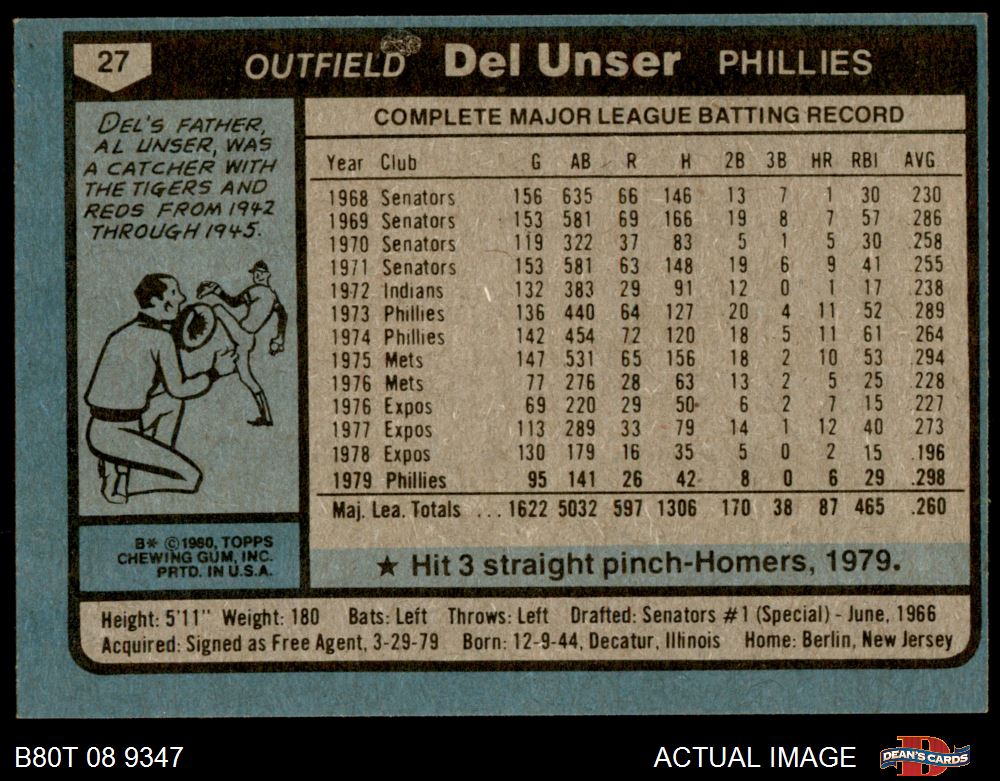 27 OUTFIELD Del Unser PHILLIES
DEL'S FATHER,
AL UNSER, WAS
A CATCHER WITH
THE TIGERS AND
REDS FROM 1942
THROUGH 1945.
B* ©1980, TOPPS
CHEWING GUM, INC.
PRTD. IN U.S.A.
COMPLETE MAJOR LEAGUE BATTING RECORD
Year Club G AB R H 2B 3B HR RBI AVG.
1968 Senators 156 635 66 146 13 7 1 30 .230
1969 Senators 153 581 69 166 19 8 7 57 .286
1970 Senators 119 322 37 83 5 1 5 30 .258
1971 Senators 153 581 63 148 19 6 9 41 .255
1972 Indians 132 383 29 91 12 0 1 17 .238
1973 Phillies 136 440 64 127 20 4 11 52 .289
1974 Phillies 142 454 72 120 18 5 11 61 .264
1975 Mets 147 531 65 156 18 2 10 53 .294
1976 Mets 77 276 28 63 13 2 5 25 .228
1976 Expos 69 220 29 50 6 2 7 15 .227
1977 Expos 113 289 33 79 14 1 12 40 .273
1978 Expos 130 179 16 35 5 0 2 15 .196
1979 Phillies 95 141 26 42 8 0 6 29 .298
Maj. Lea. Totals ... 1622 5032 597 1306 170 38 87 465 .260
★ Hit 3 straight pinch-Homers, 1979.
Height: 5'11" Weight: 180 Bats: Left Throws: Left Drafted: Senators #1 (Special) - June, 1966
Acquired: Signed as Free Agent, 3-29-79 Born: 12-9-44, Decatur, Illinois Home: Berlin, New Jersey
B80T 08 9347 ACTUAL IMAGE DEAN'S CARDS